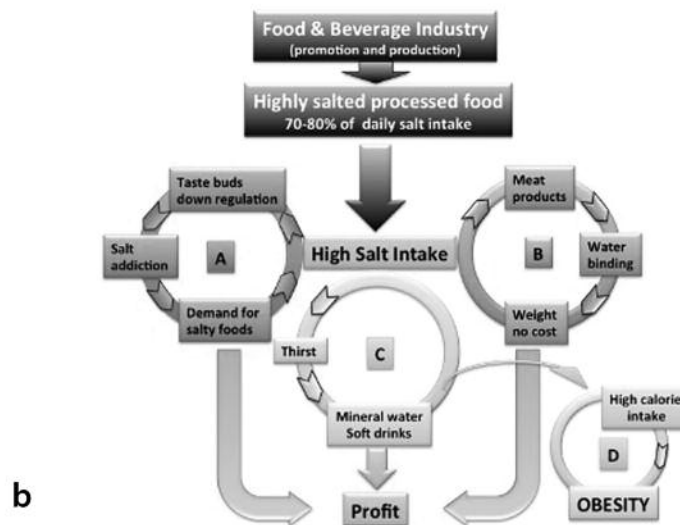 Food & Beverage Industry
(promotion and production)
Highly salted processed food
70-80% of daily salt intake
Taste buds
down regulation
Salt
addiction
A
Demand for
salty foods
High Salt Intake
Meat
products
B
Water
binding
Weight
no cost
Thirst
C
Mineral water
Soft drinks
High calorie
intake
D
OBESITY
Profit
b